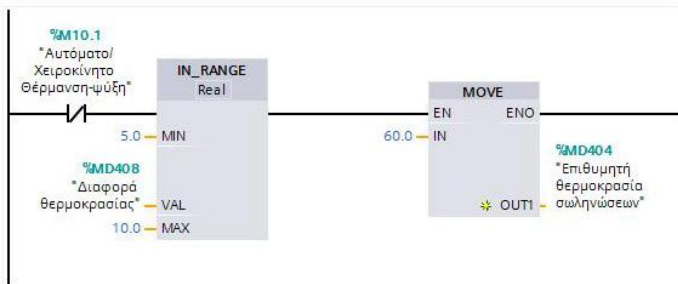 %M10.1
"Αυτόματο/
Χειροκίνητο
Θέρμανση-ψύξη"
IN_RANGE
Real
5.0 MIN
%MD408
"Διαφορά
θερμοκρασίας" VAL
10.0 MAX
MOVE
EN ENO
60.0 IN
%MD404
"Επιθυμητή
θερμοκρασία
σωληνώσεων"
OUT1